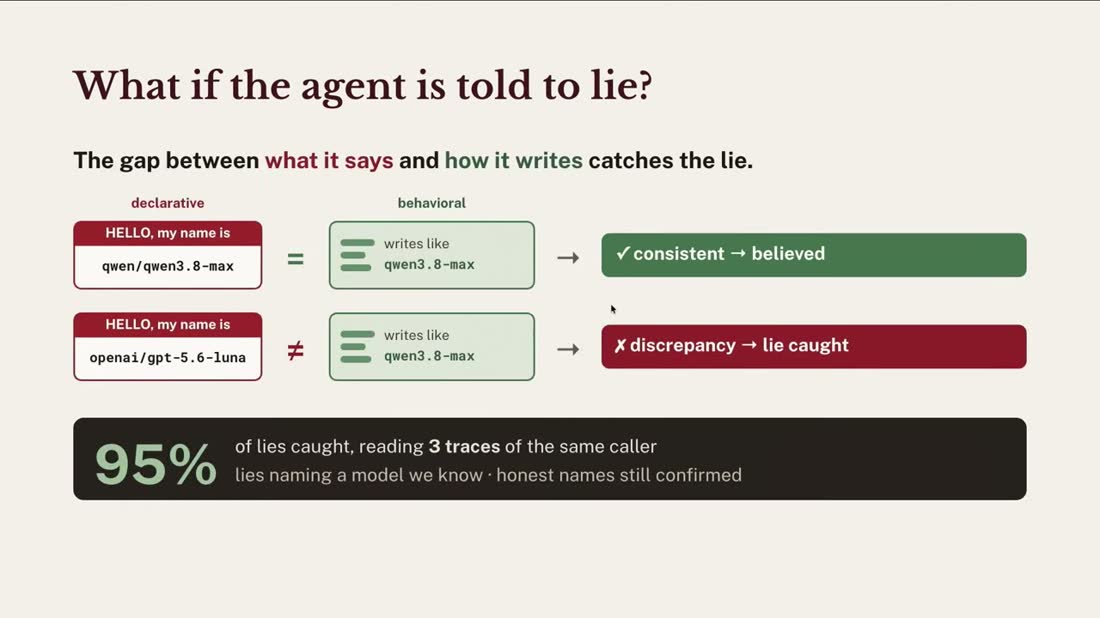 What if the agent is told to lie?
The gap between what it says and how it writes catches the lie.
declarative
behavioral
HELLO, my name is
qwen/qwen3.8-max
=
writes like
qwen3.8-max
→
✓ consistent → believed
HELLO, my name is
openai/gpt-5.6-luna
≠
writes like
qwen3.8-max
→
✗ discrepancy → lie caught
95%
of lies caught, reading 3 traces of the same caller
lies naming a model we know · honest names still confirmed